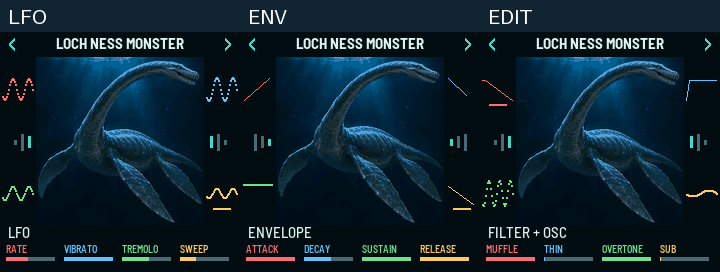 LFO
LOCH NESS MONSTER
LFO
RATE VIBRATO TREMOLO SWEEP
ENV
LOCH NESS MONSTER
ENVELOPE
ATTACK DECAY SUSTAIN RELEASE
EDIT
LOCH NESS MONSTER
FILTER + OSC
MUFFLE THIN OVERTONE SUB